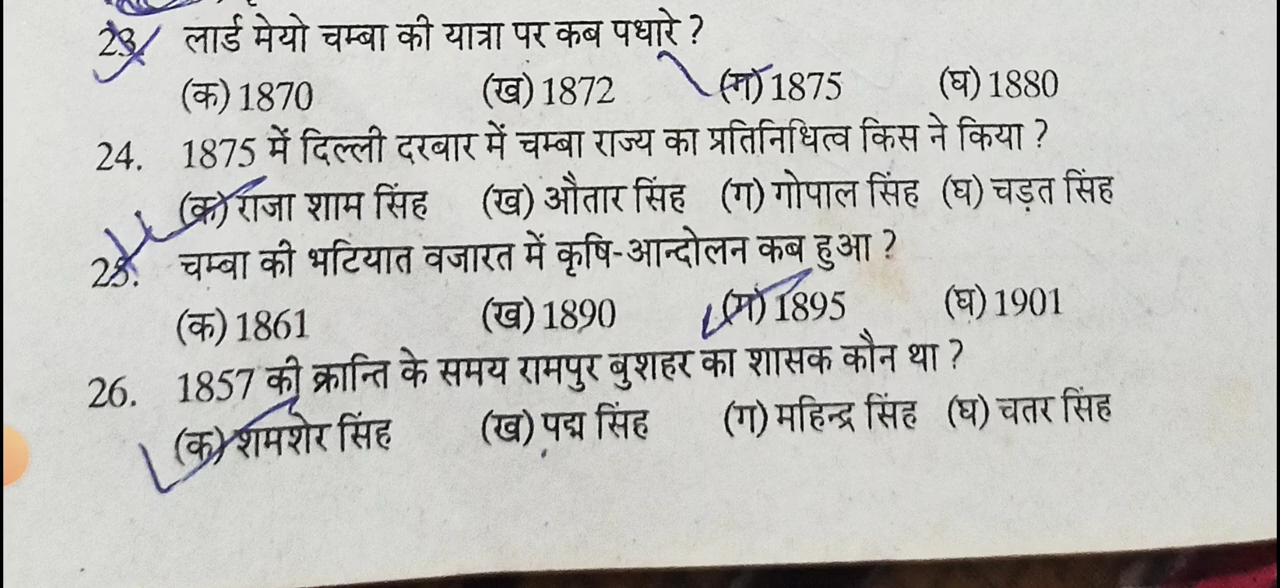 23. लार्ड मेयो चम्बा की यात्रा पर कब पधारे ?
(क) 1870 (ख) 1872 (ग) 1875 (घ) 1880
24. 1875 में दिल्ली दरबार में चम्बा राज्य का प्रतिनिधित्व किस ने किया ?
(क) राजा शाम सिंह (ख) औतार सिंह (ग) गोपाल सिंह (घ) चड़त सिंह
25. चम्बा की भटियात वजारत में कृषि-आन्दोलन कब हुआ ?
(क) 1861 (ख) 1890 (ग) 1895 (घ) 1901
26. 1857 की क्रान्ति के समय रामपुर बुशहर का शासक कौन था ?
(क) शमशेर सिंह (ख) पद्म सिंह (ग) महिन्द्र सिंह (घ) चतर सिंह